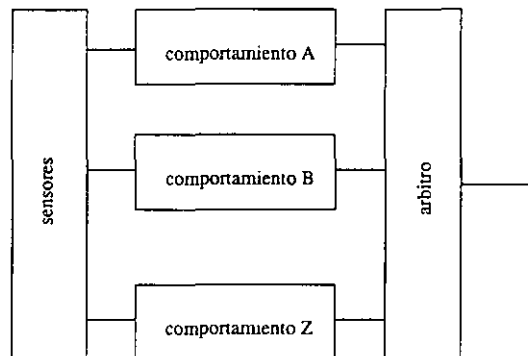 sensores
comportamiento A
comportamiento B
comportamiento Z
arbitro